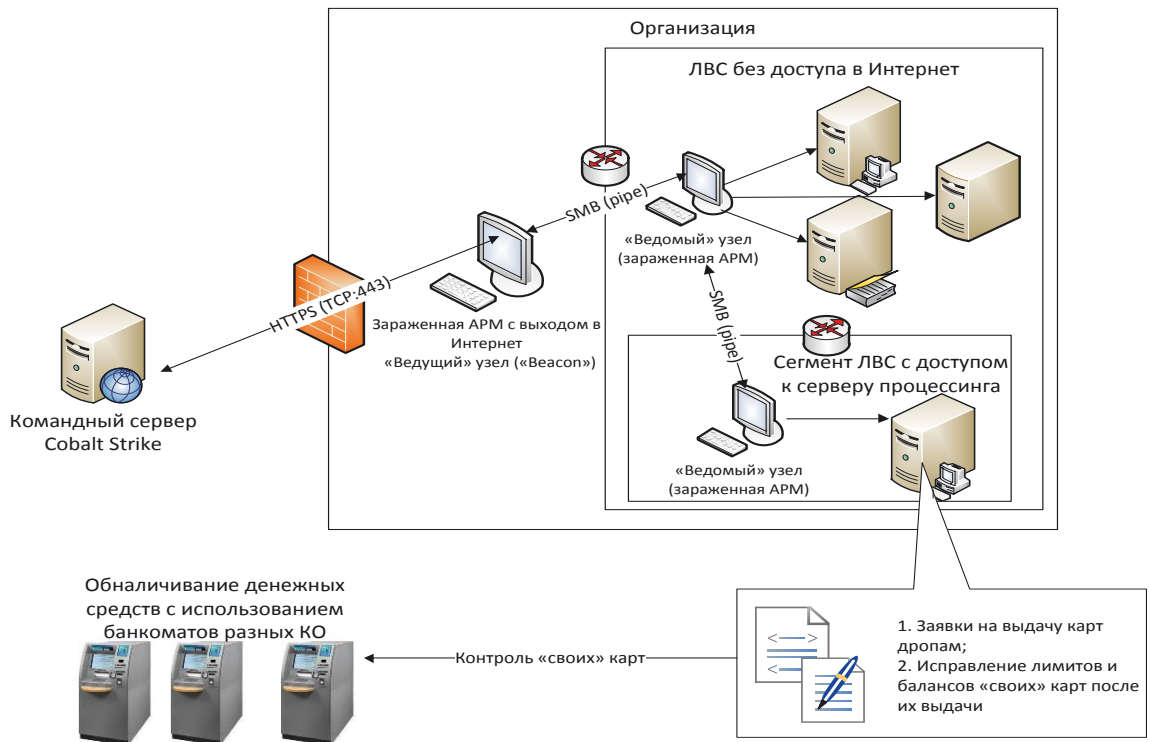 Организация
ЛВС без доступа в Интернет
SMB (pipe)
«Ведомый» узел
(зараженная АРМ)
HTTPS (TCP:443)
Зараженная АРМ с выходом в
Интернет
«Ведущий» узел («Beacon»)
SMB (pipe)
Командный сервер
Cobalt Strike
Сегмент ЛВС с доступом
к серверу процессинга
«Ведомый» узел
(зараженная АРМ)
Обналичивание денежных
средств с использованием
банкоматов разных КО
Контроль «своих» карт
1. Заявки на выдачу карт
дропам;
2. Исправление лимитов и
балансов «своих» карт после
их выдачи